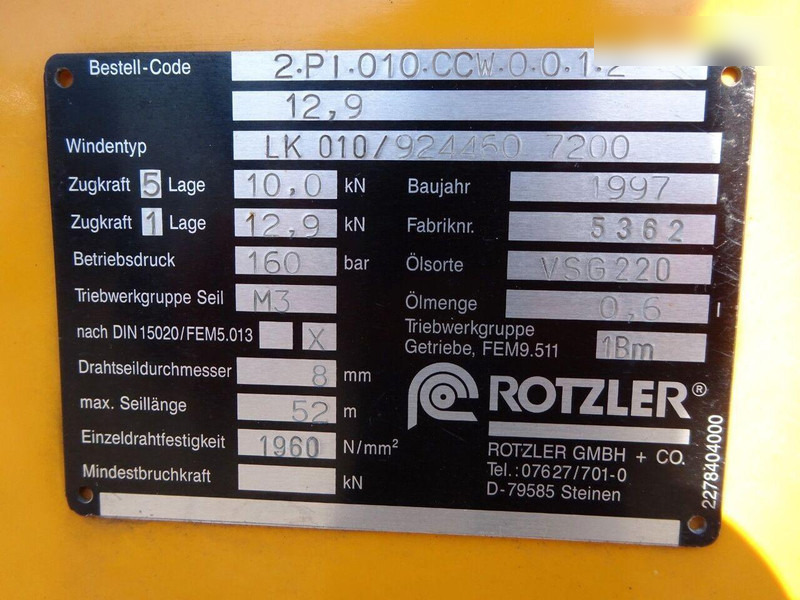 Bestell-Code 2.PI.010.CCW.0.0.1.2
12,9
Windentyp LK 010/924460 7200
Zugkraft 5 Lage 10,0 kN Baujahr 1997
Zugkraft 1 Lage 12,9 kN Fabriknr. 5362
Betriebsdruck 160 bar Ölsorte VSG220
Triebwerkgruppe Seil M3 Ölmenge 0,6 l
nach DIN 15020/FEM5.013 X Triebwerkgruppe
Getriebe, FEM9.511 1Bm
Drahtseildurchmesser 8 mm
max. Seillänge 52 m
ROTZLER®
Einzeldrahtfestigkeit 1960 N/mm²
Mindestbruchkraft kN
ROTZLER GMBH + CO.
Tel.: 07627/701-0
D-79585 Steinen
2278404000